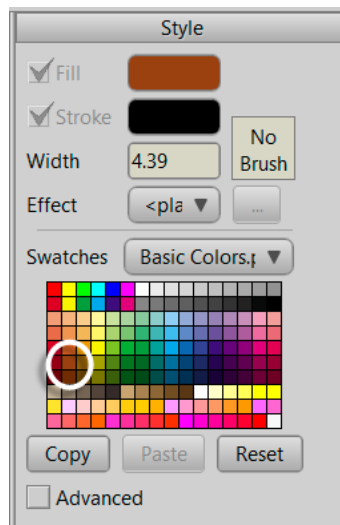 Style
Fill
Stroke
No
Brush
Width 4.39
Effect <pla ...
Swatches Basic Colors.p
Copy Paste Reset
Advanced